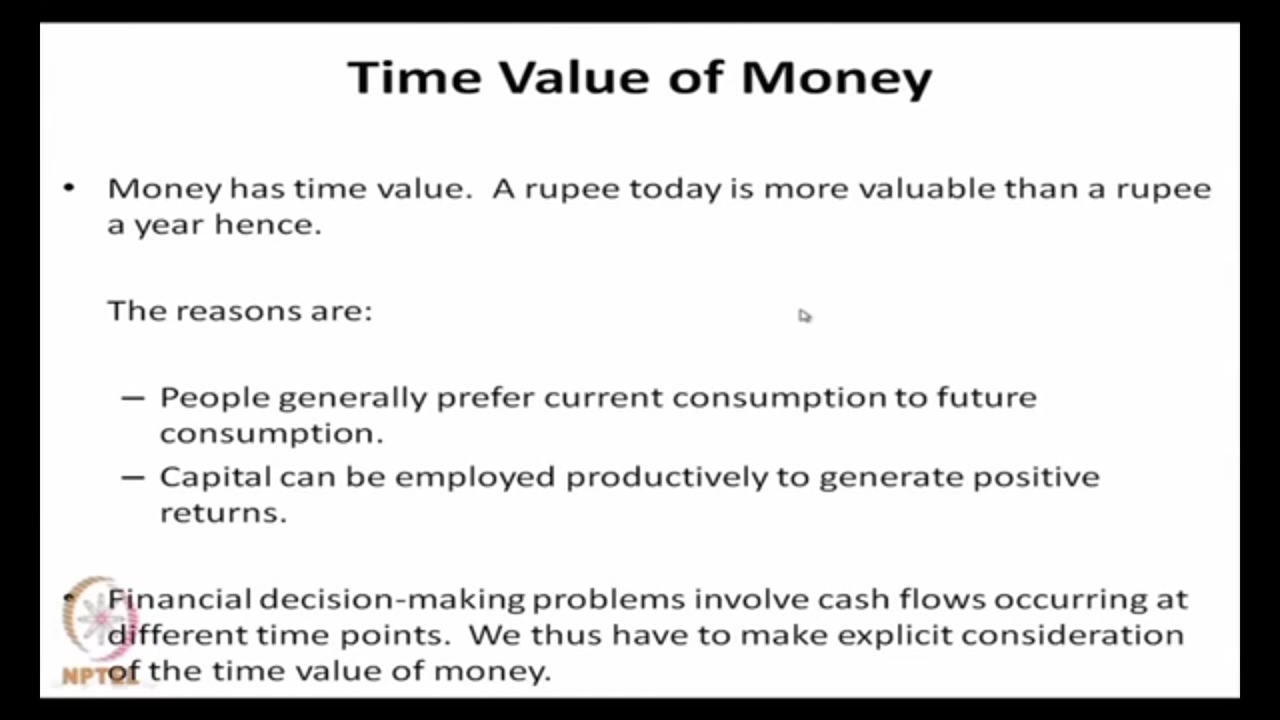 Time Value of Money
• Money has time value. A rupee today is more valuable than a rupee
a year hence.
The reasons are:
– People generally prefer current consumption to future
consumption.
– Capital can be employed productively to generate positive
returns.
• Financial decision-making problems involve cash flows occurring at
different time points. We thus have to make explicit consideration
of the time value of money.
NPTEL